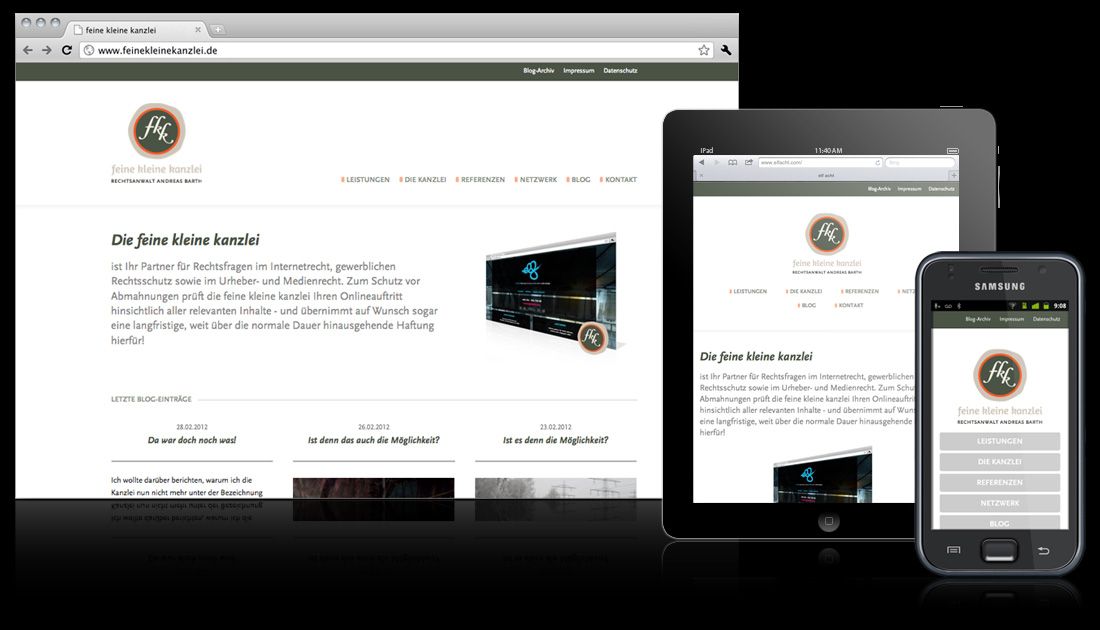 feine kleine kanzlei
www.feinekleinekanzlei.de
Blog-Archiv Impressum Datenschutz
fkk
feine kleine kanzlei
RECHTSANWALT ANDREAS BARTH
LEISTUNGEN DIE KANZLEI REFERENZEN NETZWERK BLOG KONTAKT
Die feine kleine kanzlei
ist Ihr Partner für Rechtsfragen im Internetrecht, gewerblichen
Rechtsschutz sowie im Urheber- und Medienrecht. Zum Schutz vor
Abmahnungen prüft die feine kleine kanzlei Ihren Onlineauftritt
hinsichtlich aller relevanten Inhalte - und übernimmt auf Wunsch sogar
eine langfristige, weit über die normale Dauer hinausgehende Haftung
hierfür!
LETZTE BLOG-EINTRÄGE
28.02.2012
Da war doch noch was!
Ich wollte darüber berichten, warum ich die
Kanzlei nun nicht mehr unter der Bezeichnung
26.02.2012
Ist denn das auch die Möglichkeit?
23.02.2012
Ist es denn die Möglichkeit?
iPad 11:40 AM
www.elfacht.com/
elf acht
Blog-Archiv Impressum Datenschutz
fkk
feine kleine kanzlei
RECHTSANWALT ANDREAS BARTH
LEISTUNGEN DIE KANZLEI REFERENZEN NETZ
BLOG KONTAKT
Die feine kleine kanzlei
ist Ihr Partner für Rechtsfragen im Internetrecht, gewerblichen
Rechtsschutz sowie im Urheber- und Medienrecht. Zum Schu
Abmahnungen prüft die feine kleine kanzlei Ihren Onlineauft
hinsichtlich aller relevanten Inhalte - und übernimmt auf Wuns
eine langfristige, weit über die normale Dauer hinausgehende
hierfür!
SAMSUNG
9:08
Blog-Archiv Impressum Datenschutz
fkk
feine kleine kanzlei
RECHTSANWALT ANDREAS BARTH
LEISTUNGEN
DIE KANZLEI
REFERENZEN
NETZWERK
BLOG